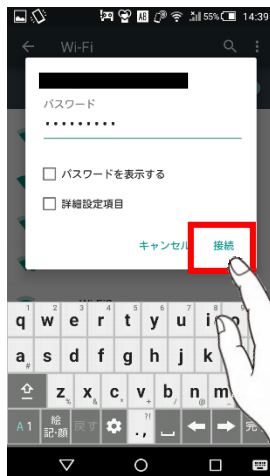 55% 14:39
Wi-Fi
パスワード
•••••••••
パスワードを表示する
詳細設定項目
キャンセル 接続
q w e r t y u i o
a s d f g h j k
z x c v b n m
A1 絵記・顔 戻す ., 完